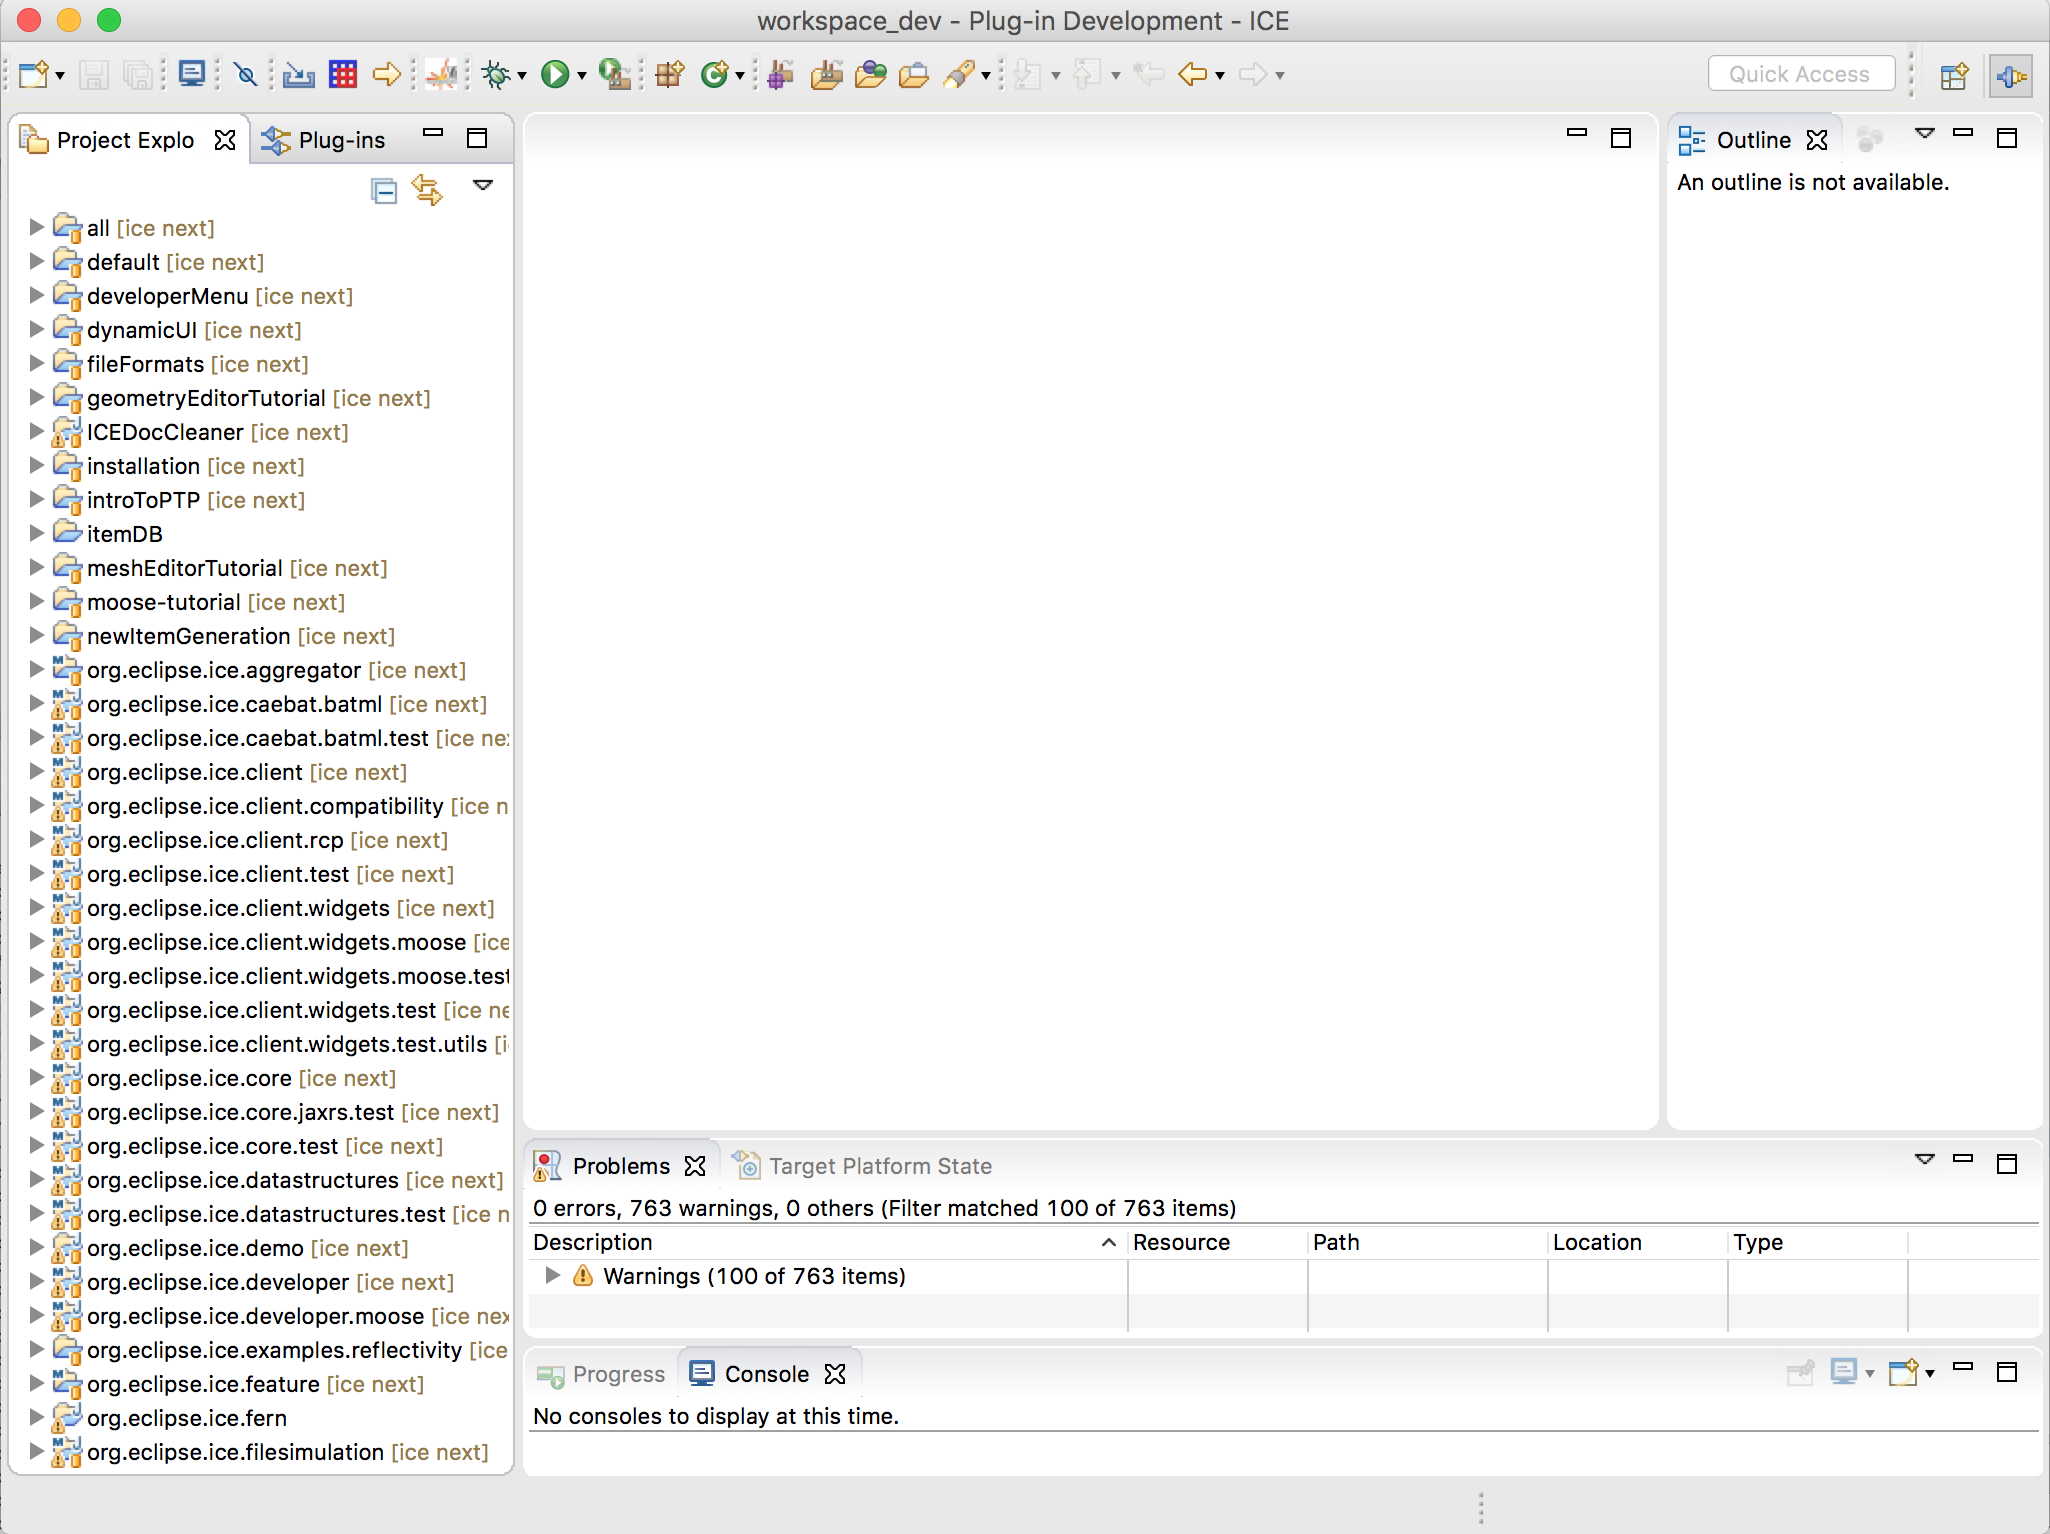 workspace_dev - Plug-in Development - ICE
Quick Access
Project Explo
Plug-ins
all [ice next]
default [ice next]
developerMenu [ice next]
dynamicUI [ice next]
fileFormats [ice next]
geometryEditorTutorial [ice next]
ICEDocCleaner [ice next]
installation [ice next]
introToPTP [ice next]
itemDB
meshEditorTutorial [ice next]
moose-tutorial [ice next]
newItemGeneration [ice next]
org.eclipse.ice.aggregator [ice next]
org.eclipse.ice.caebat.batml [ice next]
org.eclipse.ice.caebat.batml.test [ice ne
org.eclipse.ice.client [ice next]
org.eclipse.ice.client.compatibility [ice n
org.eclipse.ice.client.rcp [ice next]
org.eclipse.ice.client.test [ice next]
org.eclipse.ice.client.widgets [ice next]
org.eclipse.ice.client.widgets.moose [ice
org.eclipse.ice.client.widgets.moose.test
org.eclipse.ice.client.widgets.test [ice ne
org.eclipse.ice.client.widgets.test.utils [i
org.eclipse.ice.core [ice next]
org.eclipse.ice.core.jaxrs.test [ice next]
org.eclipse.ice.core.test [ice next]
org.eclipse.ice.datastructures [ice next]
org.eclipse.ice.datastructures.test [ice n
org.eclipse.ice.demo [ice next]
org.eclipse.ice.developer [ice next]
org.eclipse.ice.developer.moose [ice nex
org.eclipse.ice.examples.reflectivity [ice
org.eclipse.ice.feature [ice next]
org.eclipse.ice.fern
org.eclipse.ice.filesimulation [ice next]
Outline
An outline is not available.
Problems
Target Platform State
0 errors, 763 warnings, 0 others (Filter matched 100 of 763 items)
Description Resource Path Location Type
Warnings (100 of 763 items)
Progress
Console
No consoles to display at this time.